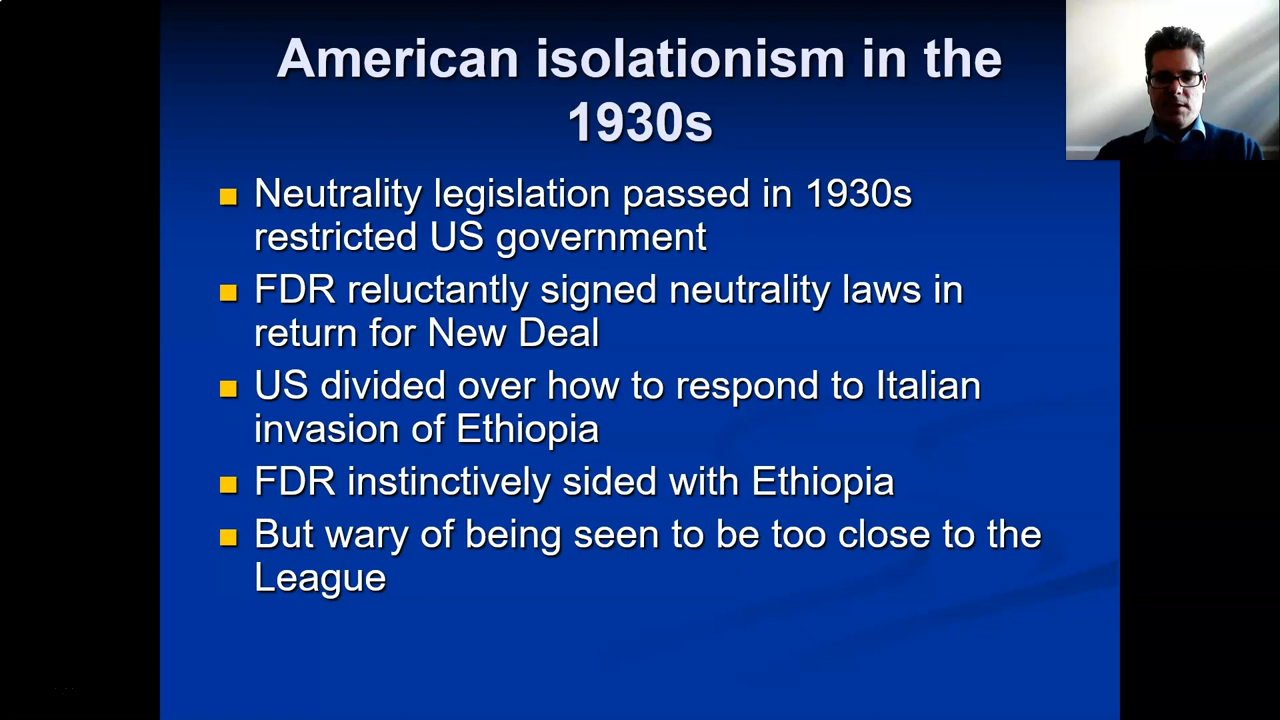 American isolationism in the
1930s
Neutrality legislation passed in 1930s
restricted US government
FDR reluctantly signed neutrality laws in
return for New Deal
US divided over how to respond to Italian
invasion of Ethiopia
FDR instinctively sided with Ethiopia
But wary of being seen to be too close to the
League